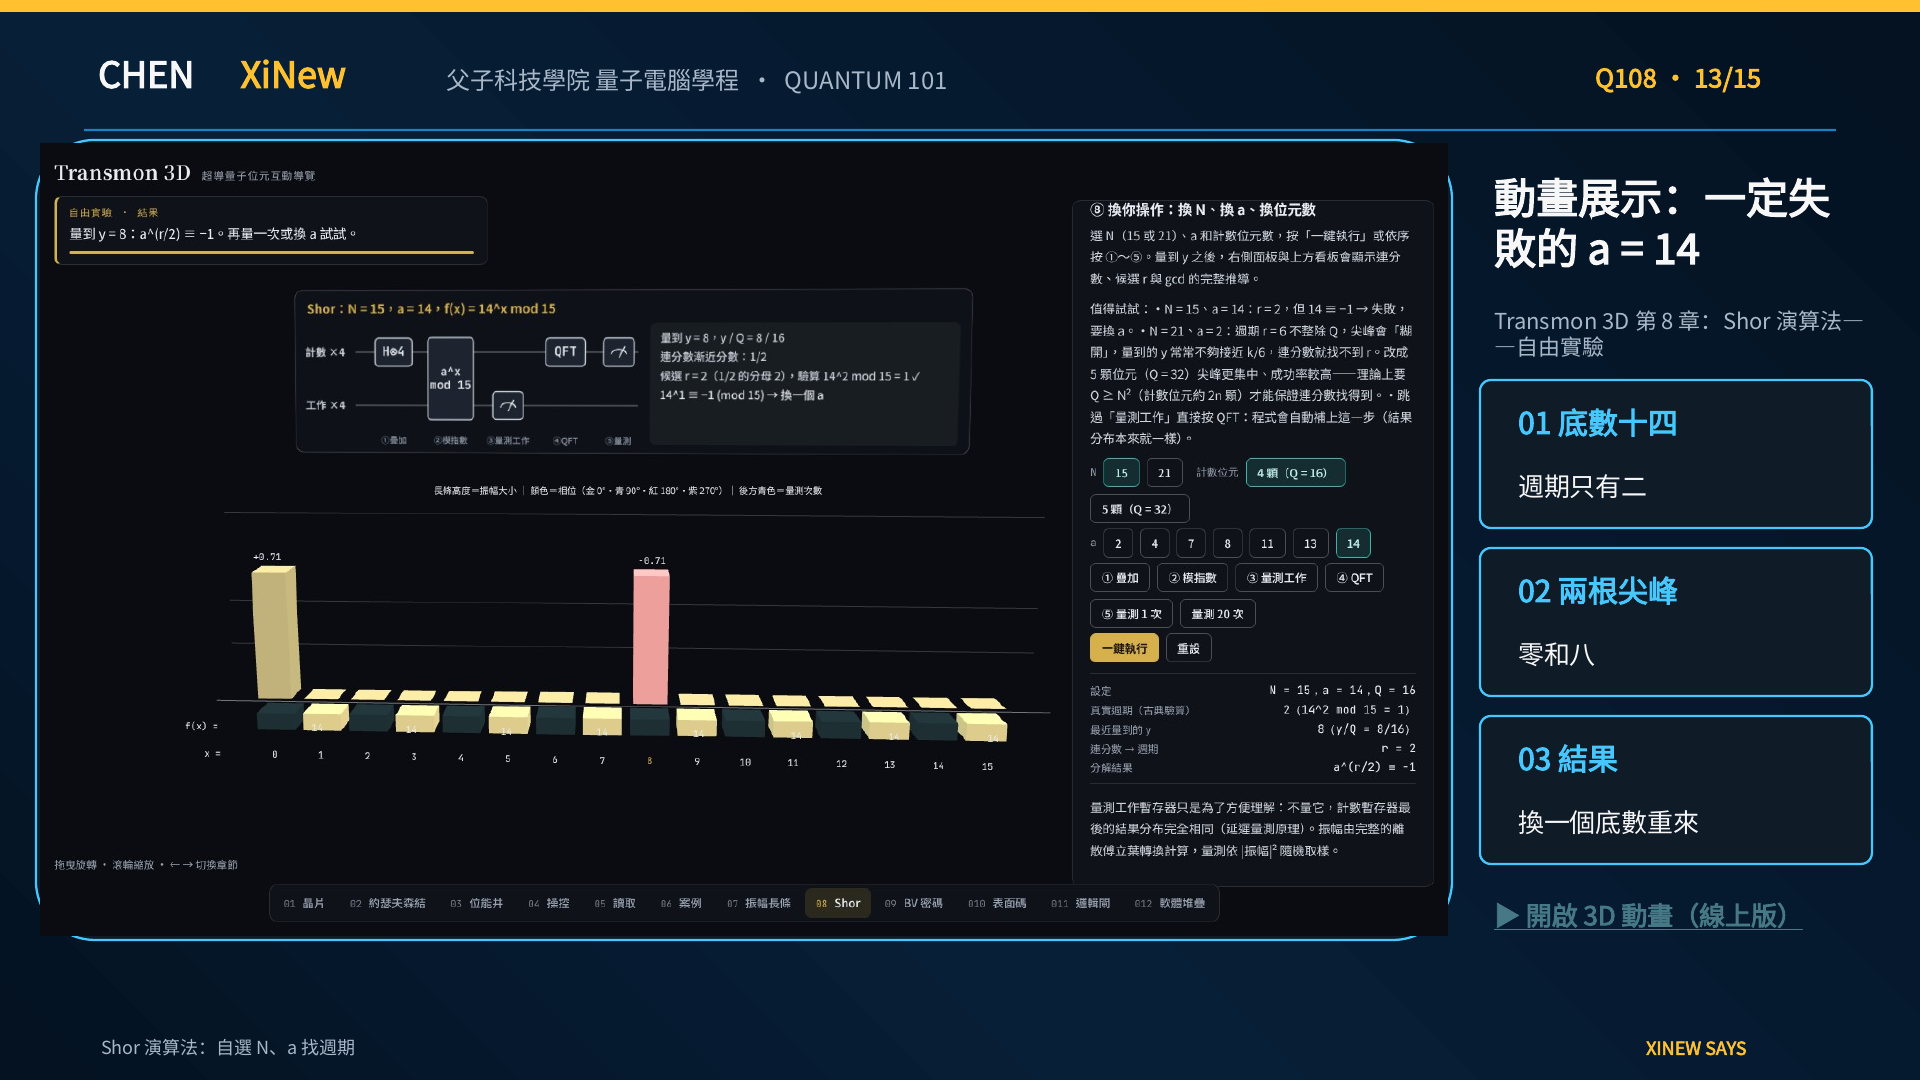 CHEN XiNew 父子科技學院 量子電腦學程 · QUANTUM 101 Q108 · 13/15
Transmon 3D 超導量子位元互動導覽
自由實驗 · 結果
量到 y = 8：a^(r/2) ≡ −1。再量一次或換 a 試試。
Shor：N = 15，a = 14，f(x) = 14^x mod 15
計數 ×4 H⊗4 a^x mod 15 QFT
工作 ×4
①疊加 ②模指數 ③量測工作 ④QFT ⑤量測
量到 y = 8，y / Q = 8 / 16
連分數漸近分數：1/2
候選 r = 2（1/2 的分母 2），驗算 14^2 mod 15 = 1 ✓
14^1 ≡ −1 (mod 15) → 換一個 a
長條高度＝振幅大小｜顏色＝相位（金 0°・青 90°・紅 180°・紫 270°）｜後方青色＝量測次數
+0.71 -0.71
f(x) = 14 14 14 14 14 14 14 14
x = 0 1 2 3 4 5 6 7 8 9 10 11 12 13 14 15
拖曳旋轉 · 滾輪縮放 · ← → 切換章節
⑧ 換你操作：換 N、換 a、換位元數
選 N（15 或 21）、a 和計數位元數，按「一鍵執行」或依序
按 ①～⑤。量到 y 之後，右側面板與上方看板會顯示連分
數、候選 r 與 gcd 的完整推導。
值得試試：・N = 15、a = 14：r = 2，但 14 ≡ −1 → 失敗，
要換 a。・N = 21、a = 2：週期 r = 6 不整除 Q，尖峰會「糊
開」，量到的 y 常常不夠接近 k/6，連分數就找不到 r。改成
5 顆位元（Q = 32）尖峰更集中、成功率較高——理論上要
Q ≥ N²（計數位元約 2n 顆）才能保證連分數找得到。・跳
過「量測工作」直接按 QFT：程式會自動補上這一步（結果
分布本來就一樣）。
N 15 21 計數位元 4 顆（Q = 16）
5 顆（Q = 32）
a 2 4 7 8 11 13 14
① 疊加 ② 模指數 ③ 量測工作 ④ QFT
⑤ 量測 1 次 量測 20 次
一鍵執行 重設
設定 N = 15，a = 14，Q = 16
真實週期（古典驗算） 2（14^2 mod 15 = 1）
最近量到的 y 8（y/Q = 8/16）
連分數 → 週期 r = 2
分解結果 a^(r/2) ≡ −1
量測工作暫存器只是為了方便理解：不量它，計數暫存器最
後的結果分布完全相同（延遲量測原理）。振幅由完整的離
散傅立葉轉換計算，量測依 |振幅|² 隨機取樣。
01 晶片 02 約瑟夫森結 03 位能井 04 操控 05 讀取 06 案例 07 振幅長條 08 Shor 09 BV 密碼 010 表面碼 011 邏輯閘 012 軟體堆疊
動畫展示：一定失
敗的 a = 14
Transmon 3D 第 8 章：Shor 演算法—
—自由實驗
01 底數十四
週期只有二
02 兩根尖峰
零和八
03 結果
換一個底數重來
▶ 開啟 3D 動畫（線上版）
Shor 演算法：自選 N、a 找週期
XINEW SAYS